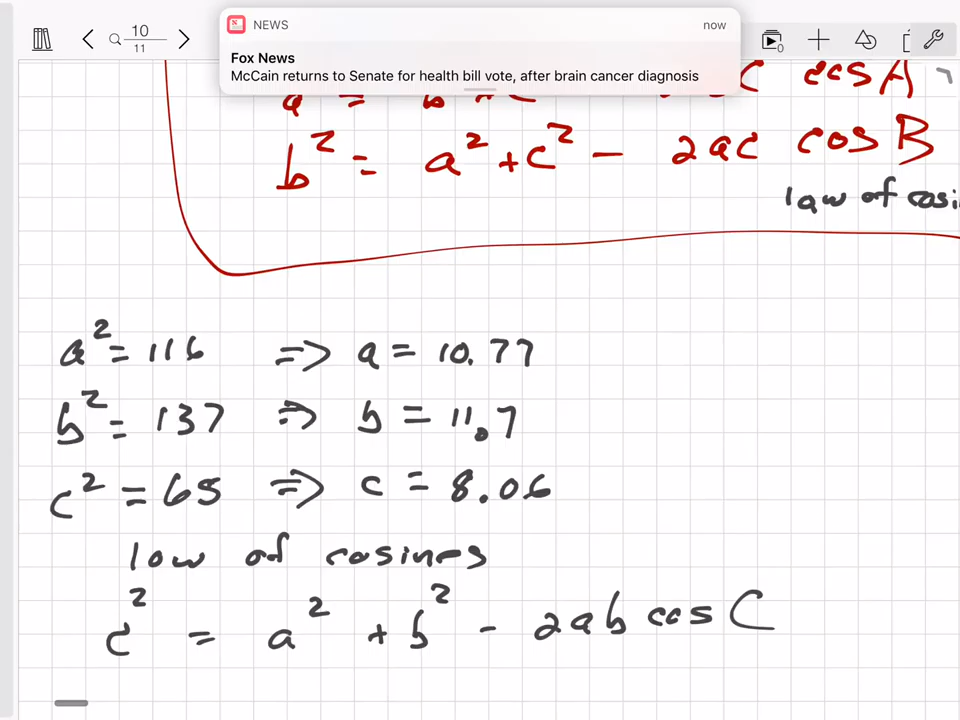 10
11
NEWS
now
Fox News
McCain returns to Senate for health bill vote, after brain cancer diagnosis
0
cos A
b² = a² + c² - 2ac cos B
law of
a² = 116 => a = 10.77
b² = 137 => b = 11.7
c² = 65 => c = 8.06
law of cosines
c² = a² + b² - 2ab cos C